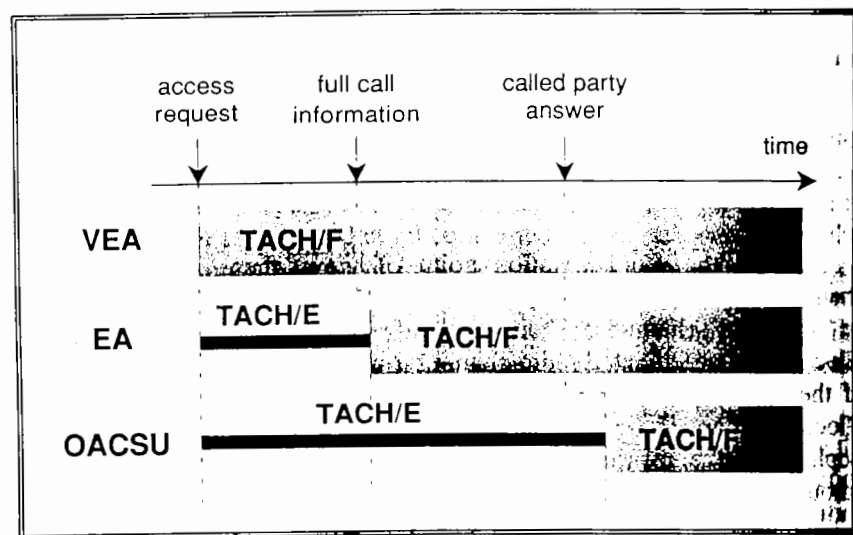 access
request
full call
information
called party
answer
time
VEA
TACH/F
EA
TACH/E
TACH/F
OACSU
TACH/E
TACH/F